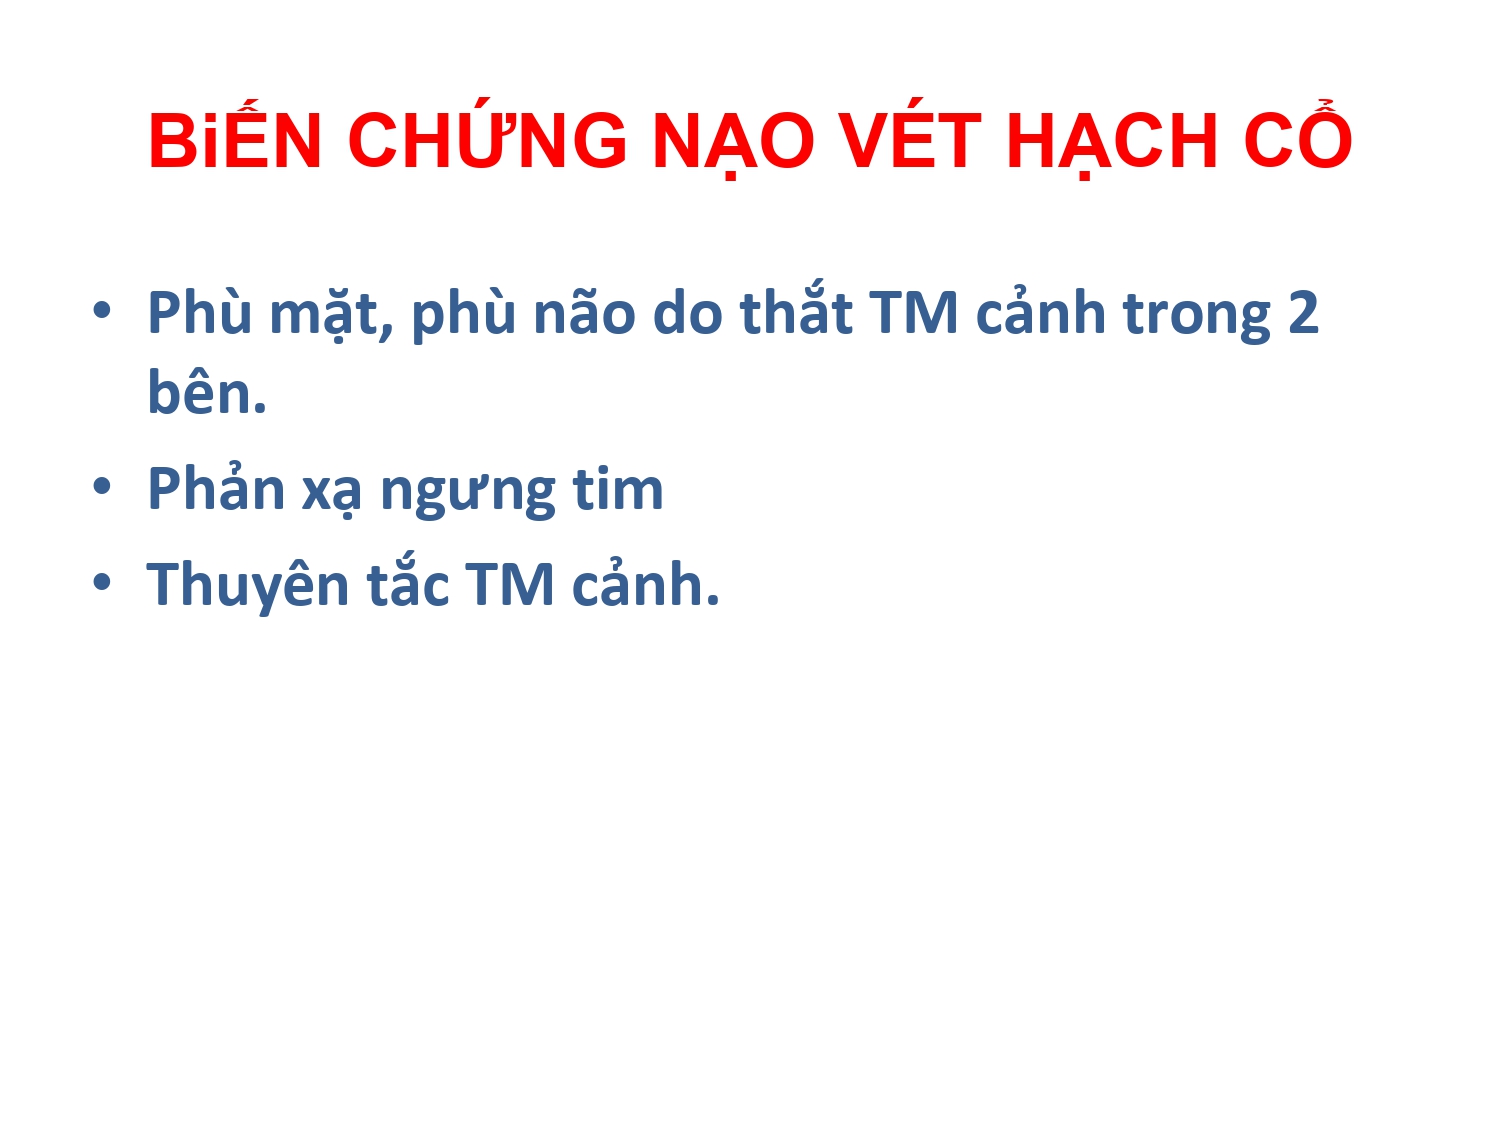 BiẾN CHỨNG NẠO VÉT HẠCH CỔ
• Phù mặt, phù não do thắt TM cảnh trong 2
bên.
• Phản xạ ngưng tim
• Thuyên tắc TM cảnh.